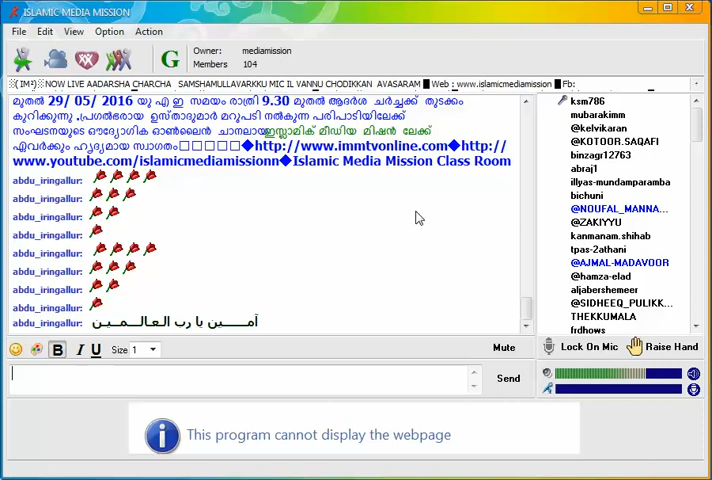 ISLAMIC MEDIA MISSION
File Edit View Option Action
G
Owner: mediamission
Members 104
NOW LIVE AADARSHA CHARCHA SAMSHAMULLAVARKKU MIC IL VANNU CHODIKKAN AVASARAM Web : www.islamicmediamission Fb:
മുതൽ 29/ 05/ 2016 യു എ ഇ സമയം രാത്രി 9.30 മുതൽ ആദർശ ചർച്ചക്ക് തുടക്കം
കുറിക്കുന്നു ,പ്രഗൽഭരായ ഉസ്താദുമാർ മറുപടി നൽകുന്ന പരിപാടിയിലേക്ക്
സംഘടനയുടെ ഔദ്യോഗിക ഓൺലൈൻ ചാനലായ ഇസ്ലാമിക് മീഡിയ മിഷൻ ലേക്ക്
ഏവർക്കും ഹൃദ്യമായ സ്വാഗതം□□□□□◆http://www.immtvonline.com◆http://
www.youtube.com/islamicmediamissionn◆Islamic Media Mission Class Room
abdu_iringallur:
abdu_iringallur:
abdu_iringallur:
abdu_iringallur:
abdu_iringallur:
abdu_iringallur:
abdu_iringallur:
abdu_iringallur:
abdu_iringallur: آمــــــين يا رب الـعـالـــمـيـن
ksm786
mubarakimm
@kelvikaran
@KOTOOR.SAQAFI
binzagr12763
abraj1
illyas-mundamparamba
bichuni
@NOUFAL_MANNA...
@ZAKIYYU
kanmanam.shihab
tpas-2athani
@AJMAL-MADAVOOR
@hamza-elad
aljabershemeer
@SIDHEEQ_PULIKK...
THEKKUMALA
frdhows
B I U Size 1 Mute
Lock On Mic Raise Hand
Send
This program cannot display the webpage